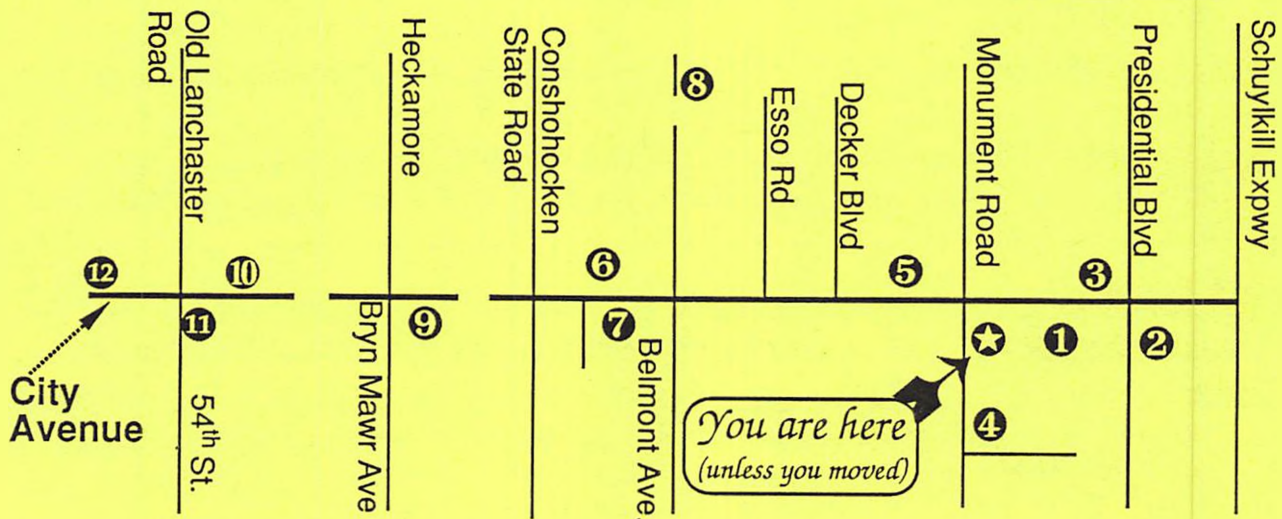 Old Lanchaster
Road
Heckamore
Conshohocken
State Road
8
Esso Rd
Decker Blvd
Monument Road
Presidential Blvd
Schuylkill Expwy
12
10
6
5
3
11
9
7
1
2
City
Avenue
54th St.
Bryn Mawr Ave
Belmont Ave.
You are here
(unless you moved)
4